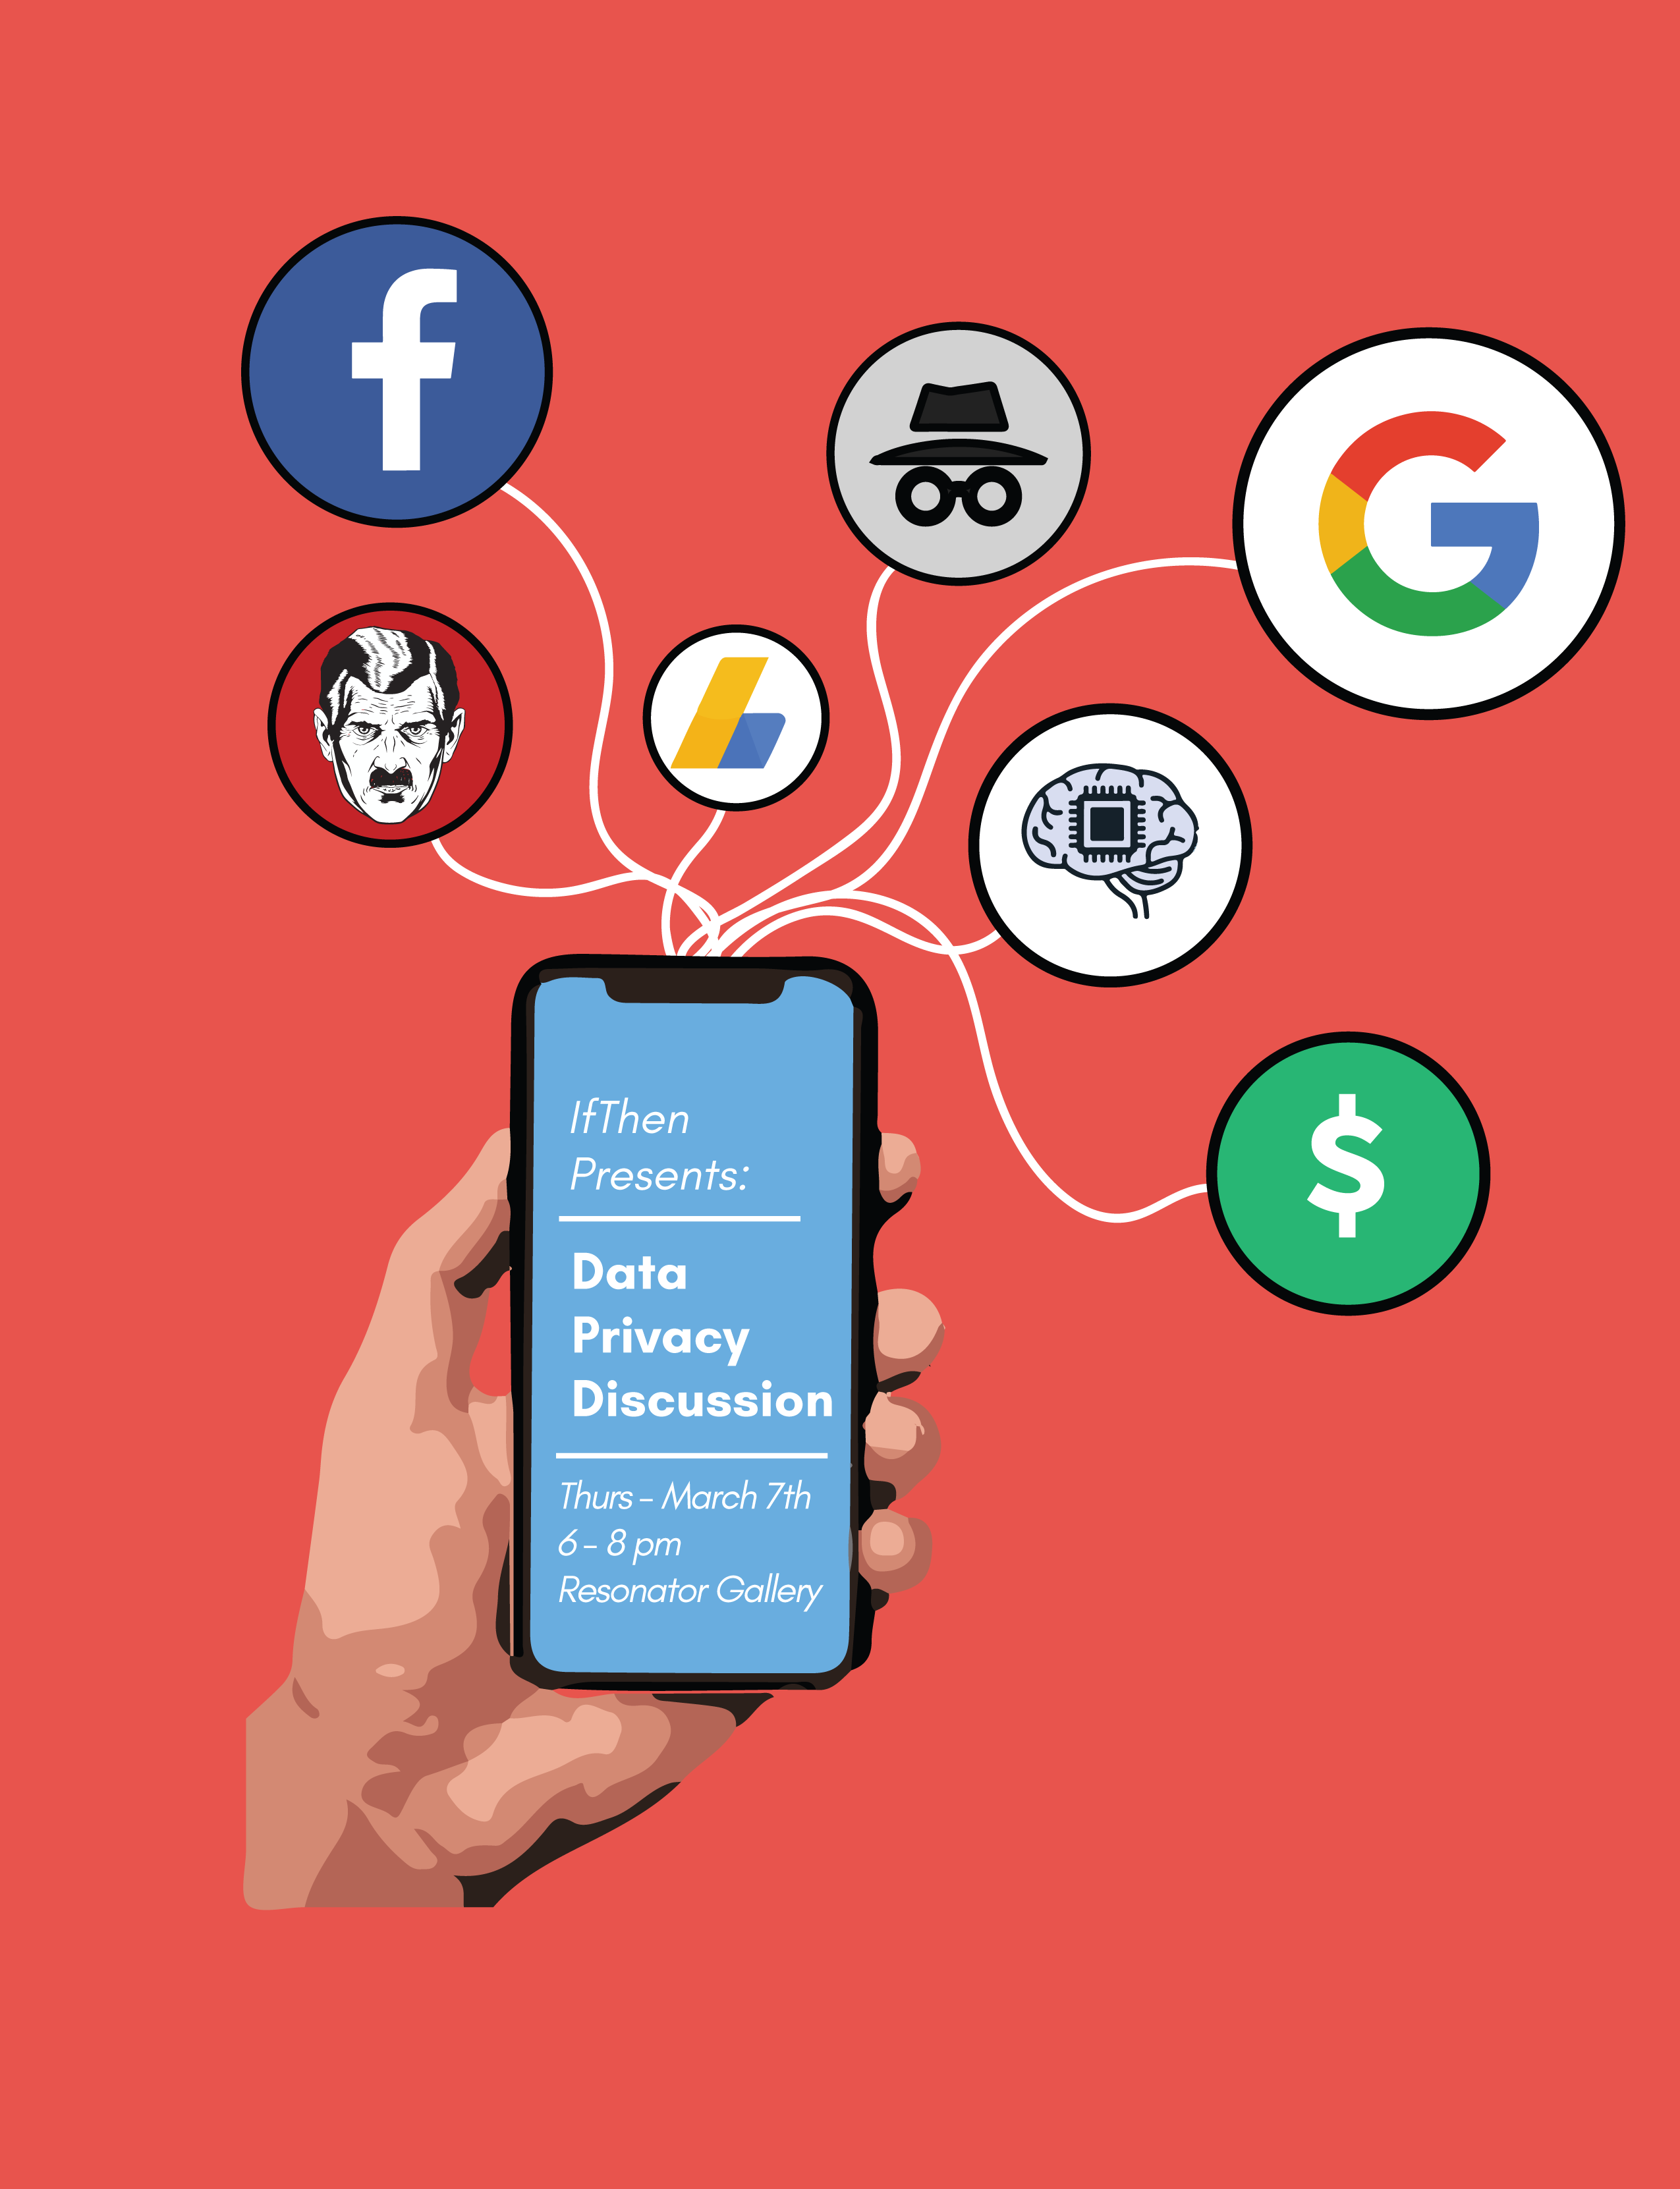 IfThen
Presents:
Data
Privacy
Discussion
Thurs – March 7th
6 – 8 pm
Resonator Gallery